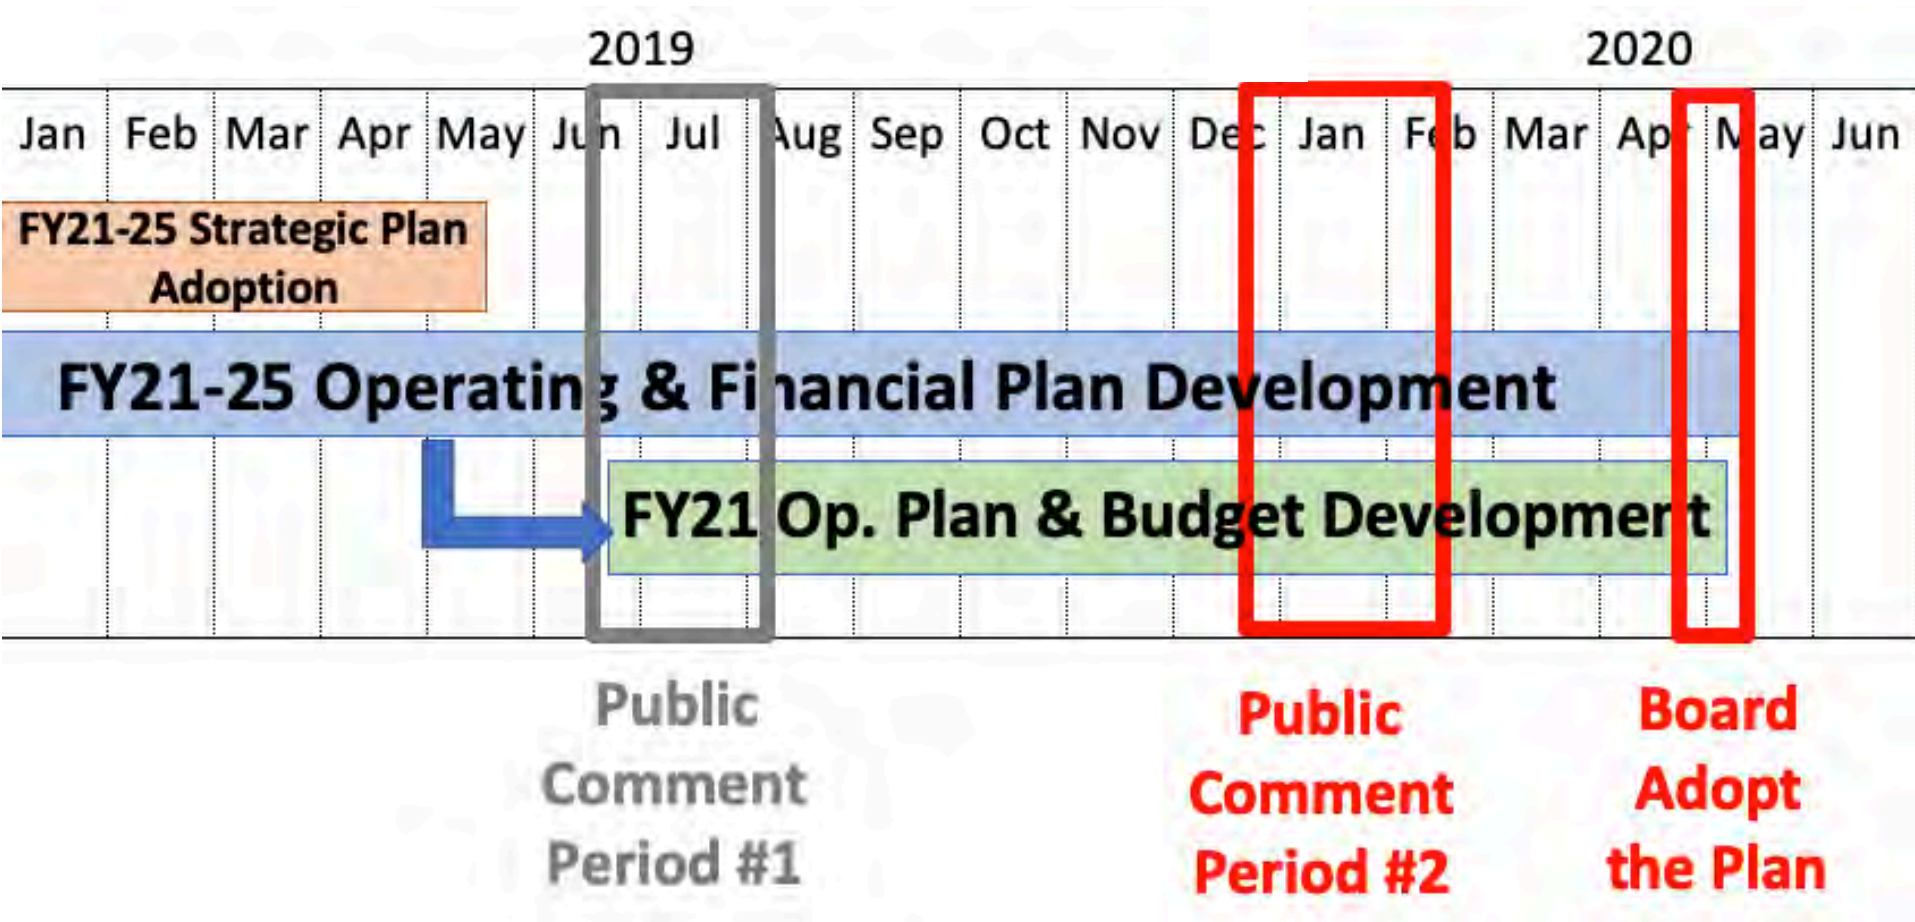 2019 2020
Jan Feb Mar Apr May Jun Jul Aug Sep Oct Nov Dec Jan Feb Mar Apr May Jun
FY21-25 Strategic Plan
Adoption
FY21-25 Operating & Financial Plan Development
FY21 Op. Plan & Budget Development
Public
Comment
Period #1
Public
Comment
Period #2
Board
Adopt
the Plan